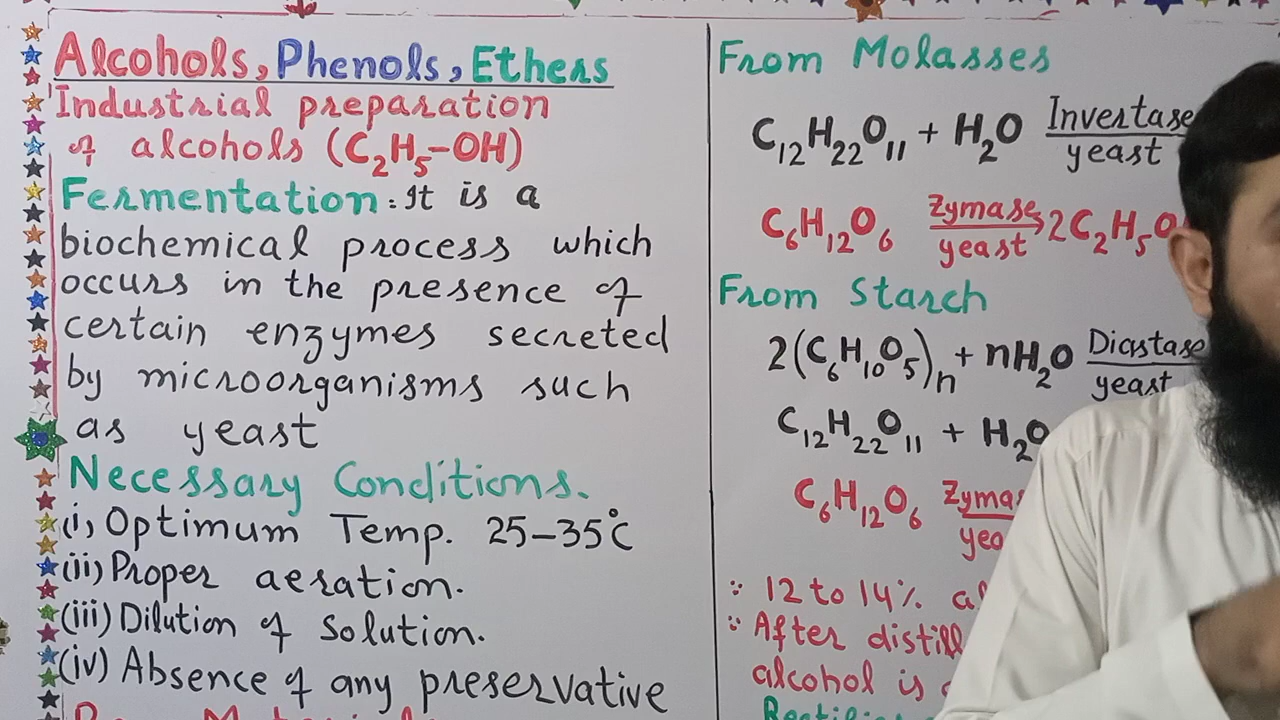 Alcohols, Phenols, Ethers
Industrial preparation
of alcohols (C₂H₅-OH)
Fermentation: It is a
biochemical process which
occurs in the presence of
certain enzymes secreted
by microorganisms such
as yeast
Necessary Conditions.
(i) Optimum Temp. 25-35°C
(ii) Proper aeration.
(iii) Dilution of Solution.
(iv) Absence of any preservative
From Molasses
C₁₂H₂₂O₁₁ + H₂O Invertase
yeast
C₆H₁₂O₆ Zymase 2C₂H₅O
yeast
From Starch
2(C₆H₁₀O₅)n + nH₂O Diastase
yeast
C₁₂H₂₂O₁₁ + H₂O
C₆H₁₂O₆
∵ 12 to 14%
∵ After
alcohol is